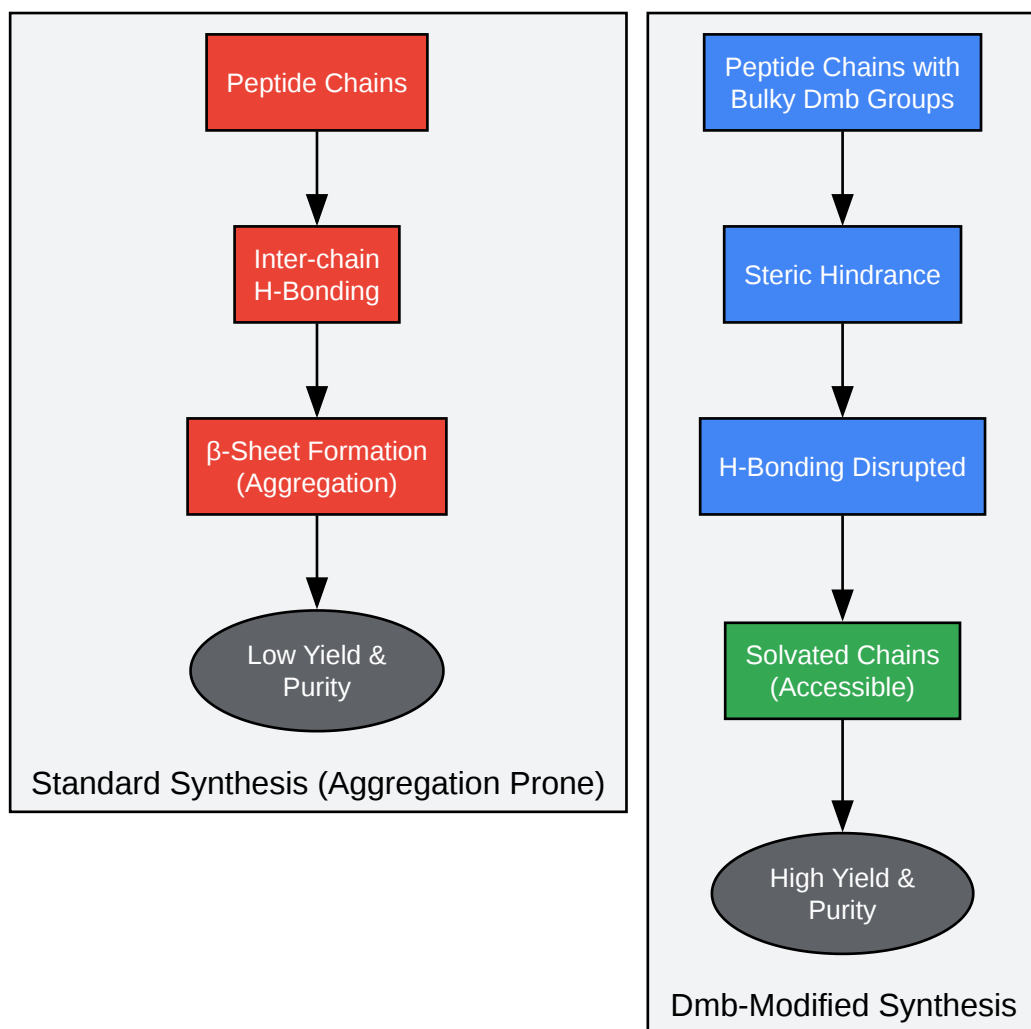 Peptide Chains
Inter-chain
H-Bonding
β-Sheet Formation
(Aggregation)
Low Yield &
Purity
Standard Synthesis (Aggregation Prone)
Peptide Chains with
Bulky Dmb Groups
Steric Hindrance
H-Bonding Disrupted
Solvated Chains
(Accessible)
High Yield &
Purity
Dmb-Modified Synthesis